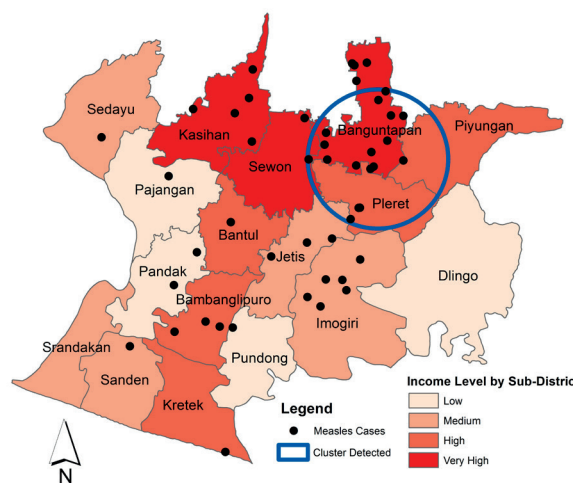 Sedayu
Kasihan
Banguntapan
Piyungan
Sewon
Pajangan
Pleret
Bantul
Jetis
Pandak
Dlingo
Bambanglipuro
Imogiri
Srandakan
Pundong
Sanden
Kretek
N
Legend
Measles Cases
Cluster Detected
Income Level by Sub-Distri
Low
Medium
High
Very High